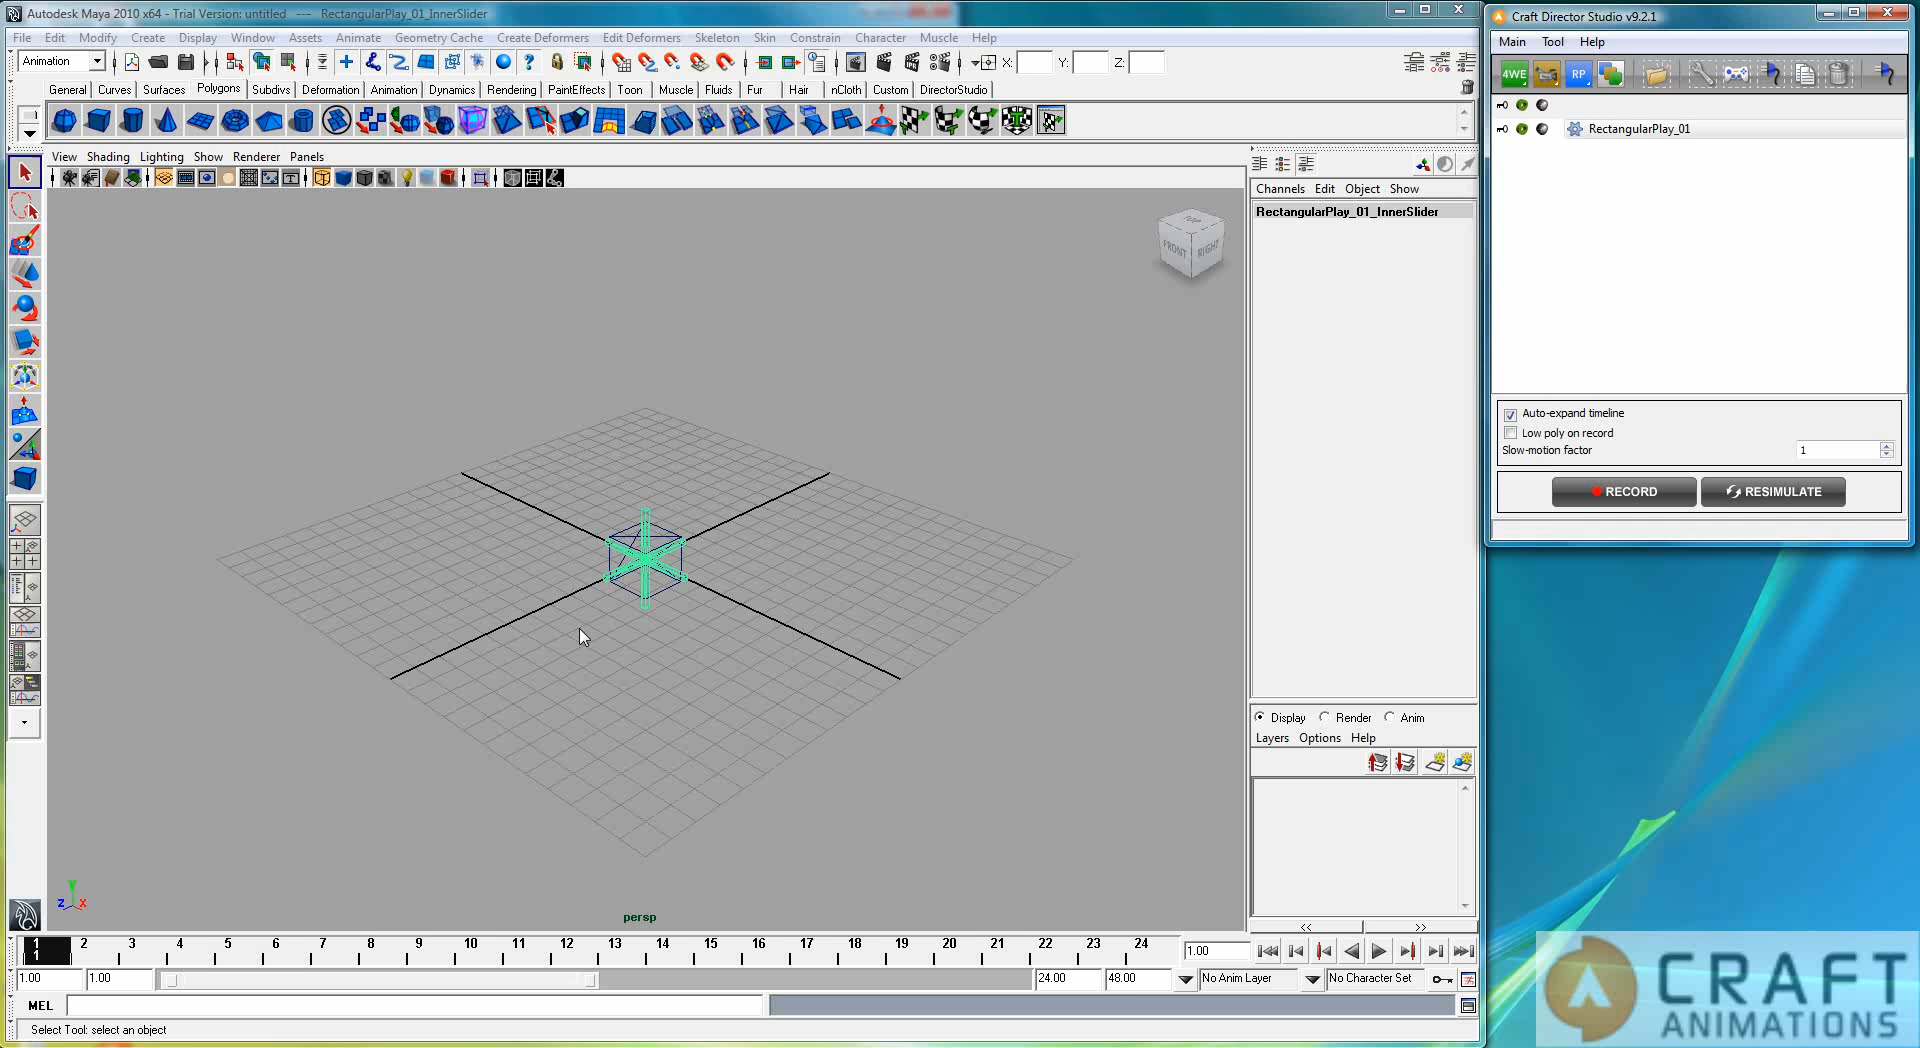 Autodesk Maya 2010 x64 - Trial Version: untitled --- RectangularPlay_01_InnerSlider
File Edit Modify Create Display Window Assets Animate Geometry Cache Create Deformers Edit Deformers Skeleton Skin Constrain Character Muscle Help
Animation X: Y: Z:
General Curves Surfaces Polygons Subdivs Deformation Animation Dynamics Rendering PaintEffects Toon Muscle Fluids Fur Hair nCloth Custom DirectorStudio
View Shading Lighting Show Renderer Panels
TOP
FRONT RIGHT
persp
Y
Z X
Channels Edit Object Show
RectangularPlay_01_InnerSlider
Display Render Anim
Layers Options Help
<< >>
1 2 3 4 5 6 7 8 9 10 11 12 13 14 15 16 17 18 19 20 21 22 23 24
1 1.00
1.00 1.00 24.00 48.00 No Anim Layer No Character Set
MEL
Select Tool: select an object
Craft Director Studio v9.2.1
Main Tool Help
4WE RP
RectangularPlay_01
Auto-expand timeline
Low poly on record
Slow-motion factor 1
RECORD RESIMULATE
CRAFT
ANIMATIONS